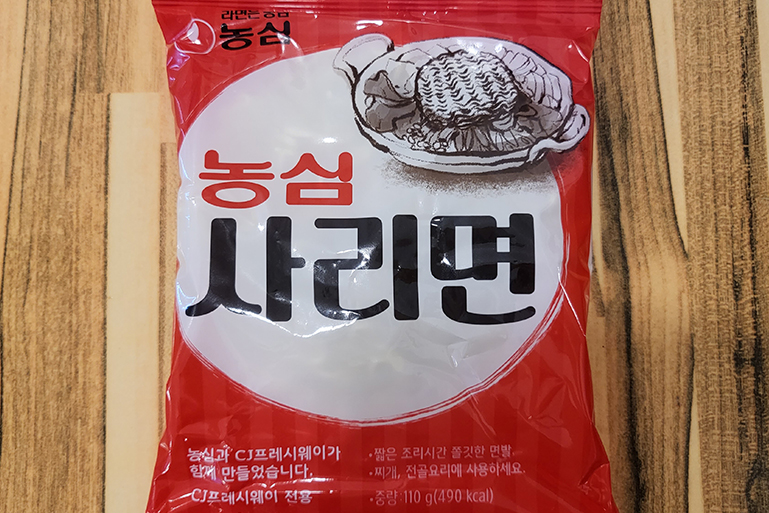 라면은 농심
농심
농심
사리면
농심과 CJ프레시웨이가
함께 만들었습니다.
CJ프레시웨이 전용
·짧은 조리시간 쫄깃한 면발.
·찌개, 전골요리에 사용하세요.
·중량 110 g(490 kcal)